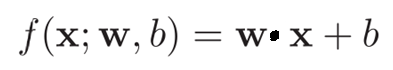 f(x; w, b) = w • x + b